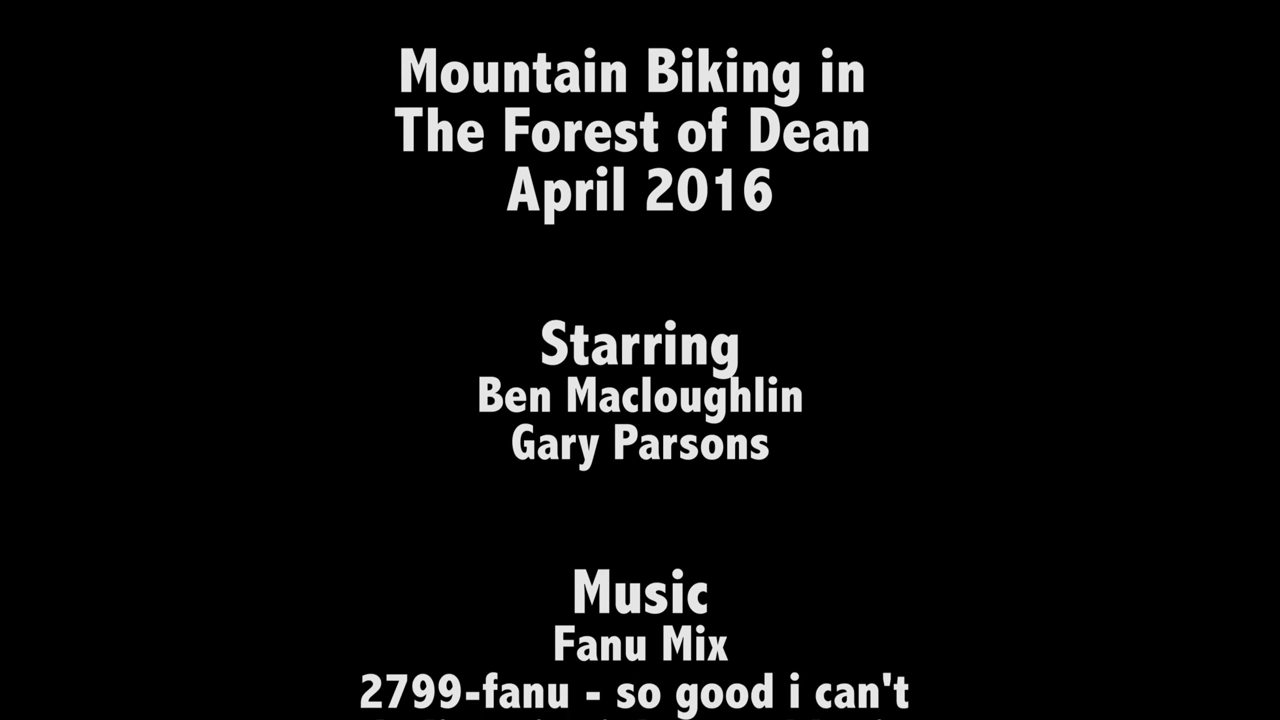 Mountain Biking in
The Forest of Dean
April 2016
Starring
Ben Macloughlin
Gary Parsons
Music
Fanu Mix
2799-fanu - so good i can't